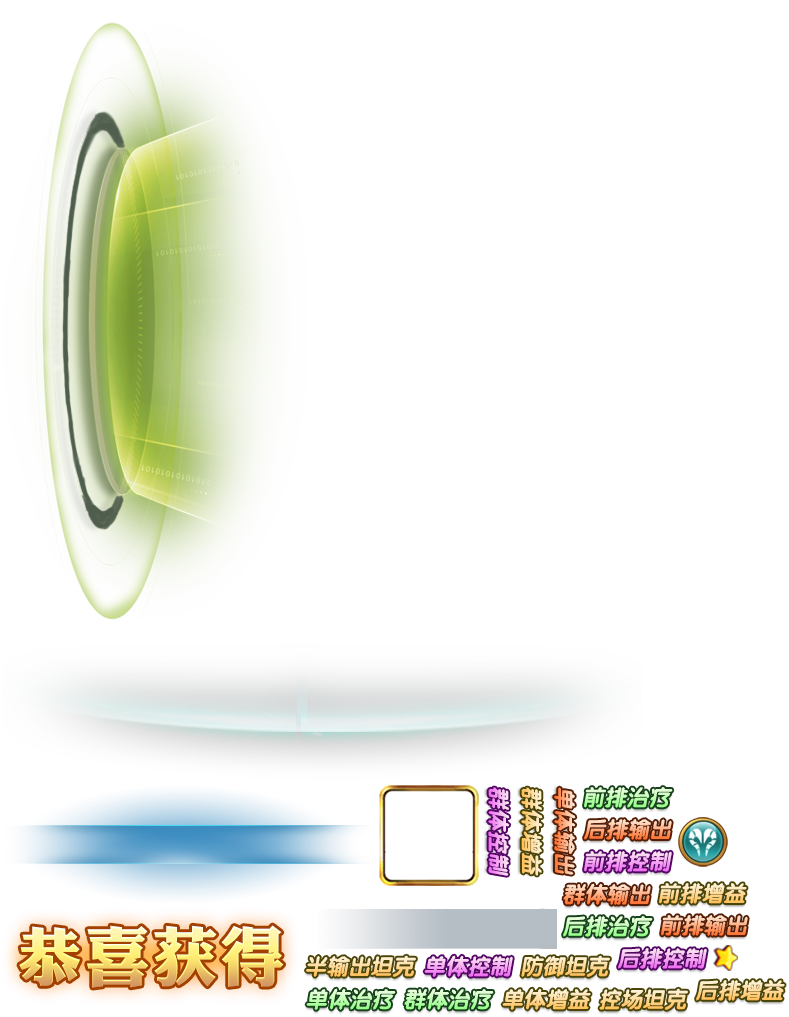 群体控制
群体增益
单体输出
前排治疗
后排输出
前排控制
群体输出 前排增益
后排治疗 前排输出
恭喜获得
半输出坦克 单体控制 防御坦克 后排控制
单体治疗 群体治疗 单体增益 控场坦克 后排增益